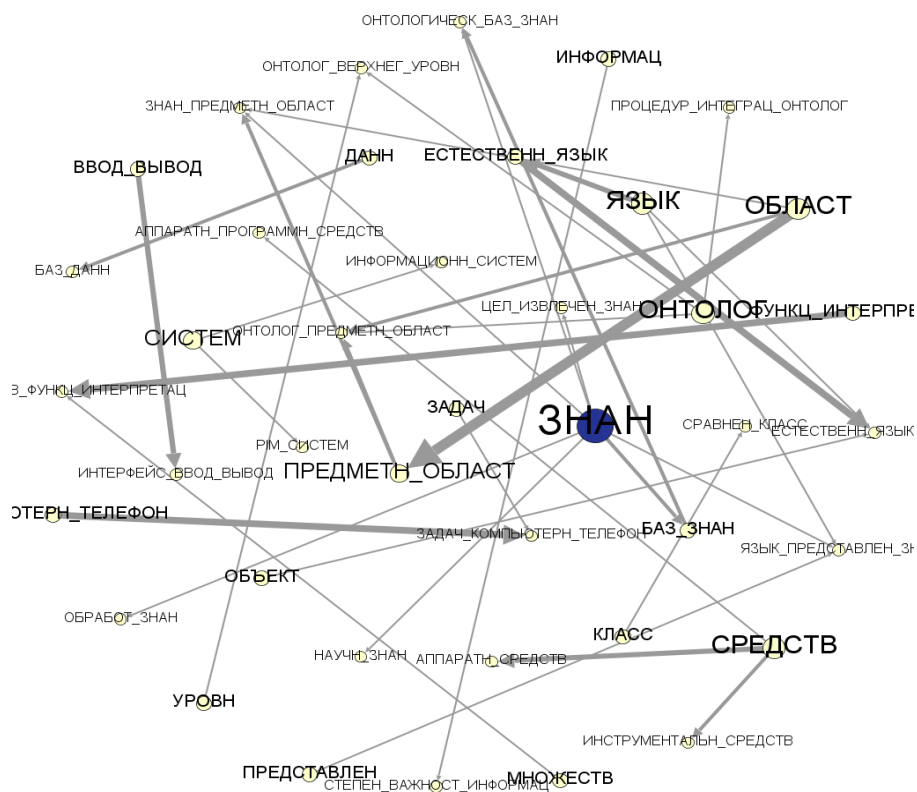 ОНТОЛОГИЧЕСК_БАЗ_ЗНАН
ИНФОРМАЦ
ОНТОЛОГ_ВЕРХНЕГ_УРОВН
ЗНАН_ПРЕДМЕТН_ОБЛАСТ
ПРОЦЕДУР_ИНТЕГРАЦ_ОНТОЛОГ
ДАНН
ЕСТЕСТВЕНН_ЯЗЫК
ВВОД_ВЫВОД
ЯЗЫК
ОБЛАСТ
АППАРАТН_ПРОГРАММН_СРЕДСТВ
ИНФОРМАЦИОНН_СИСТЕМ
БАЗ_ДАНН
ЦЕЛ_ИЗВЛЕЧЕН_ЗНАН
ОНТОЛОГ
ФУНКЦ_ИНТЕРПРЕ
ОНТОЛОГ_ПРЕДМЕТН_ОБЛАСТ
СИСТЕМ
В_ФУНКЦ_ИНТЕРПРЕТАЦ
ЗАДАЧ
ЗНАН
СРАВНЕН_КЛАСС
ЕСТЕСТВЕНН_ЯЗЫК
PIM_СИСТЕМ
ПРЕДМЕТН_ОБЛАСТ
ИНТЕРФЕЙС_ВВОД_ВЫВОД
ОТЕРН_ТЕЛЕФОН
ЗАДАЧ_КОМПЬЮТЕРН_ТЕЛЕФОН
БАЗ_ЗНАН
ЯЗЫК_ПРЕДСТАВЛЕН_ЗН
ОБЪЕКТ
ОБРАБОТ_ЗНАН
КЛАСС
НАУЧН_ЗНАН
АППАРАТН_СРЕДСТВ
СРЕДСТВ
УРОВН
ИНСТРУМЕНТАЛЬН_СРЕДСТВ
ПРЕДСТАВЛЕН
СТЕПЕН_ВАЖНОСТ_ИНФОРМАЦ
МНОЖЕСТВ